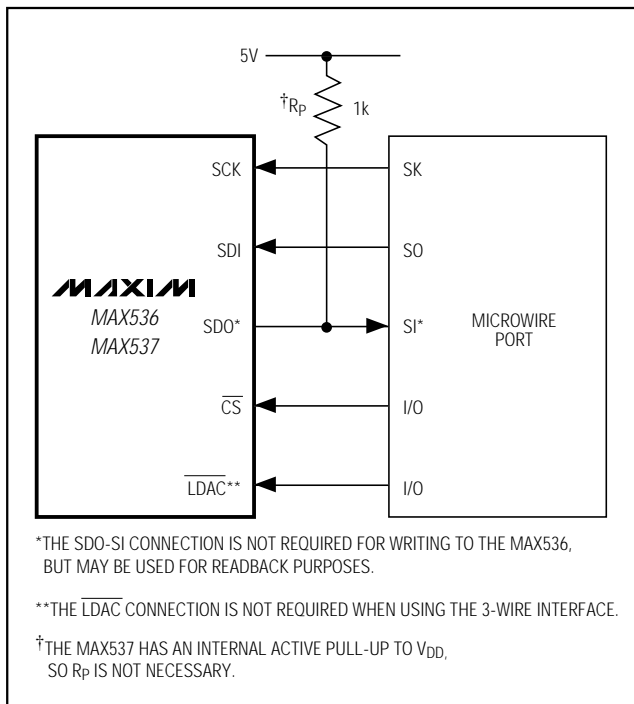 5V
†RP 1k
SCK SK
SDI SO
MAXIM
MAX536
MAX537
SDO* SI*
MICROWIRE
PORT
CS I/O
LDAC** I/O
*THE SDO-SI CONNECTION IS NOT REQUIRED FOR WRITING TO THE MAX536,
BUT MAY BE USED FOR READBACK PURPOSES.
**THE LDAC CONNECTION IS NOT REQUIRED WHEN USING THE 3-WIRE INTERFACE.
†THE MAX537 HAS AN INTERNAL ACTIVE PULL-UP TO VDD,
SO RP IS NOT NECESSARY.